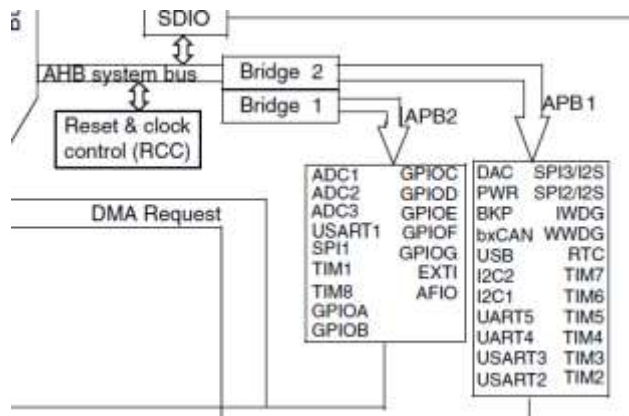 SDIO
AHB system bus
Bridge 2
Bridge 1
APB2
APB1
Reset & clock
control (RCC)
DMA Request
ADC1 GPIOC
ADC2 GPIOD
ADC3 GPIOE
USART1 GPIOF
SPI1 GPIOG
TIM1 EXTI
TIM8 AFIO
GPIOA
GPIOB
DAC SPI3/I2S
PWR SPI2/I2S
BKP IWDG
bxCAN WWDG
USB RTC
I2C2 TIM7
I2C1 TIM6
UART5 TIM5
UART4 TIM4
USART3 TIM3
USART2 TIM2